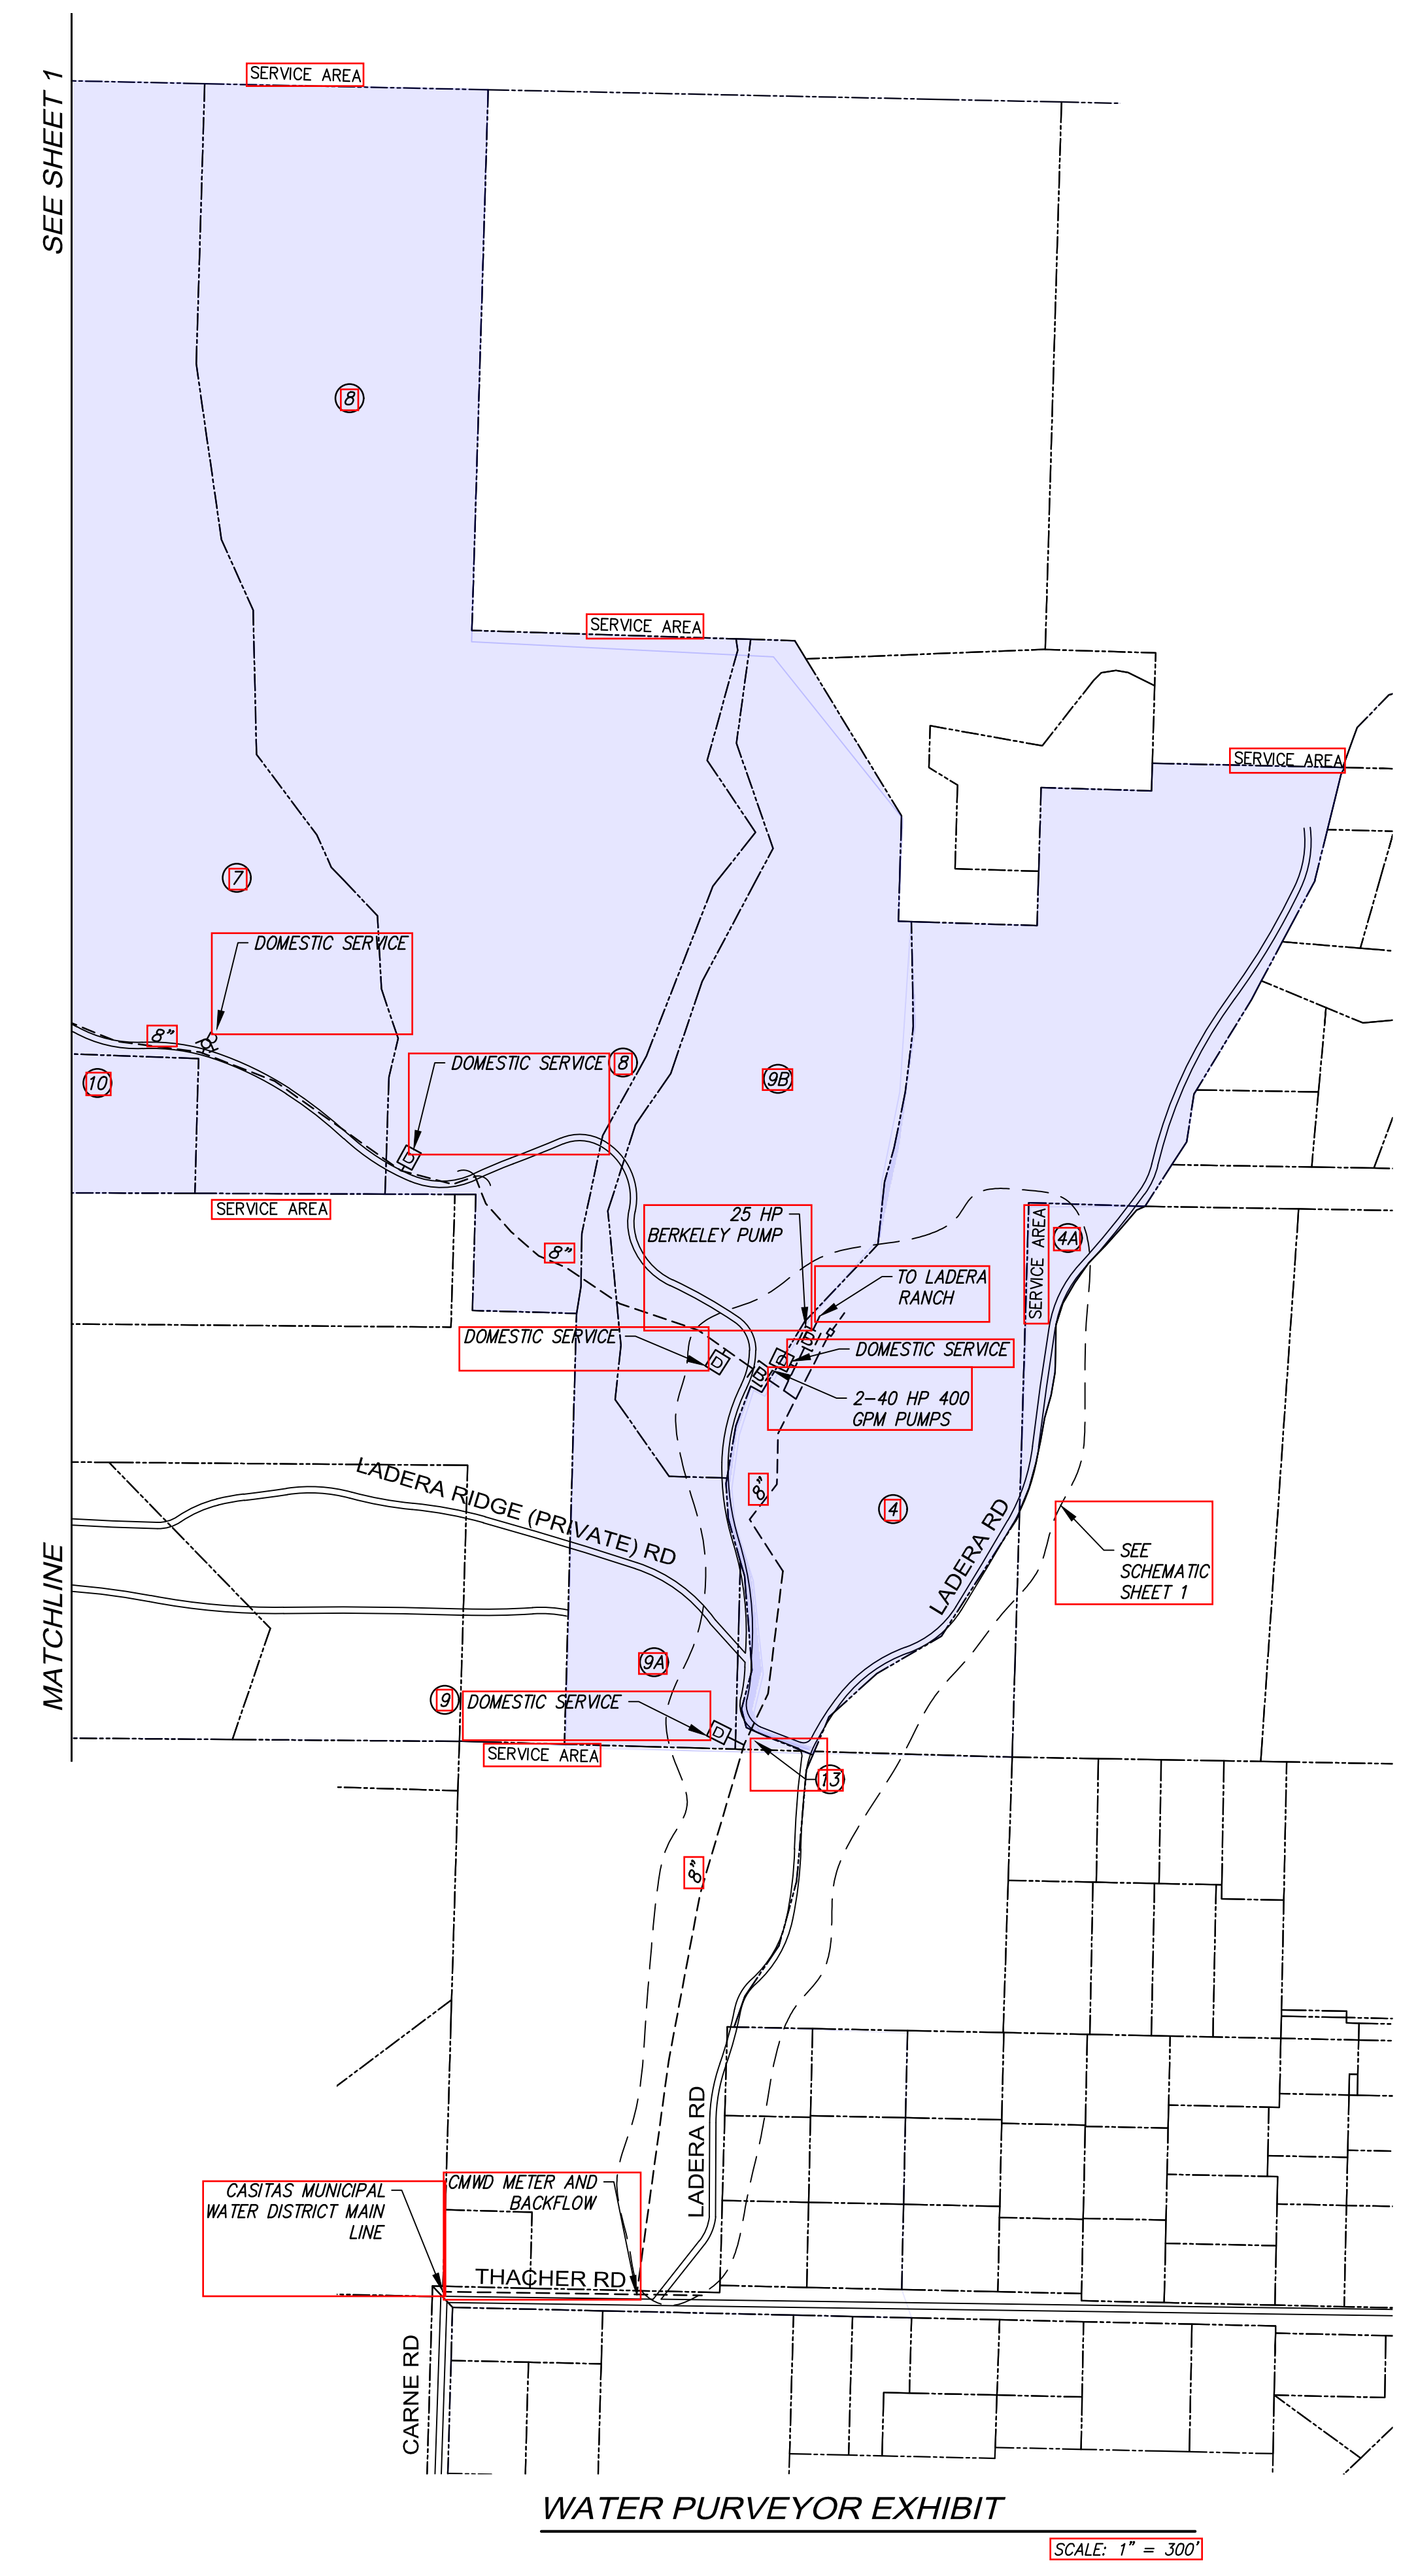 SERVICE AREA
SEE SHEET 1
8
SERVICE AREA
SERVICE AREA
7
DOMESTIC SERVICE
8"
10
DOMESTIC SERVICE
8
9B
SERVICE AREA
25 HP
BERKELEY PUMP
SERVICE AREA
4A
8"
TO LADERA
RANCH
DOMESTIC SERVICE
D
D
D
B
DOMESTIC SERVICE
2-40 HP 400
GPM PUMPS
LADERA RIDGE (PRIVATE) RD
8"
4
LADERA RD
SEE
SCHEMATIC
SHEET 1
MATCHLINE
9A
9
DOMESTIC SERVICE
D
SERVICE AREA
13
8"
LADERA RD
CASITAS MUNICIPAL
WATER DISTRICT MAIN
LINE
CMWD METER AND
BACKFLOW
THACHER RD
CARNE RD
WATER PURVEYOR EXHIBIT
SCALE: 1" = 300'